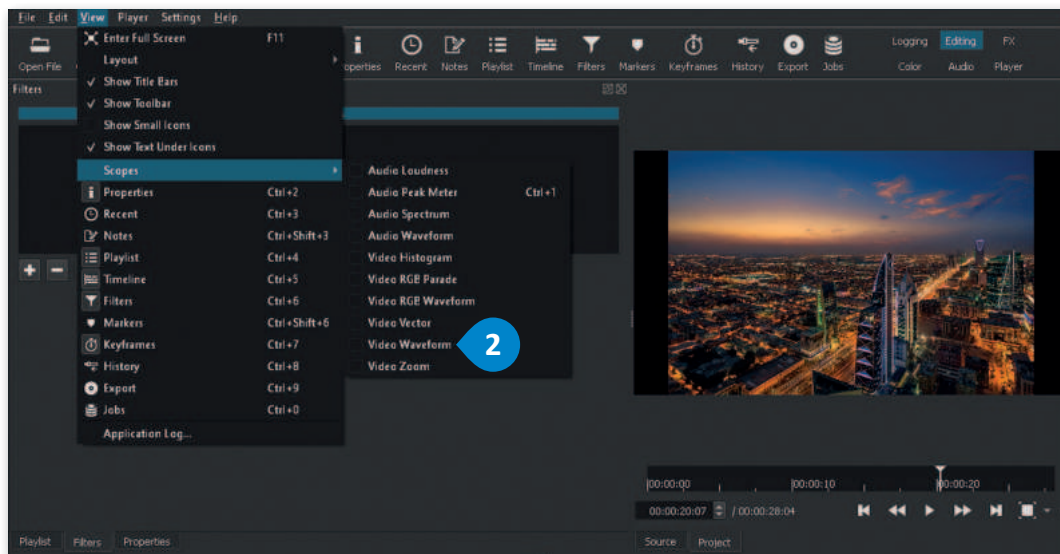 File Edit View Player Settings Help
Open File
operties Recent Notes Playlist Timeline Filters Markers Keyframes History Export Jobs
Logging Editing FX
Color Audio Player
Filters
Enter Full Screen F11
Layout
Show Title Bars
Show Toolbar
Show Small Icons
Show Text Under Icons
Scopes
Properties Ctrl+2
Recent Ctrl+3
Notes Ctrl+Shift+3
Playlist Ctrl+4
Timeline Ctrl+5
Filters Ctrl+6
Markers Ctrl+Shift+6
Keyframes Ctrl+7
History Ctrl+8
Export Ctrl+9
Jobs Ctrl+0
Application Log...
Audio Loudness
Audio Peak Meter Ctrl+1
Audio Spectrum
Audio Waveform
Video Histogram
Video RGB Parade
Video RGB Waveform
Video Vector
Video Waveform
2
Video Zoom
00:00:00 00:00:10 00:00:20
00:00:20:07 / 00:00:28:04
Playlist Filters Properties
Source Project